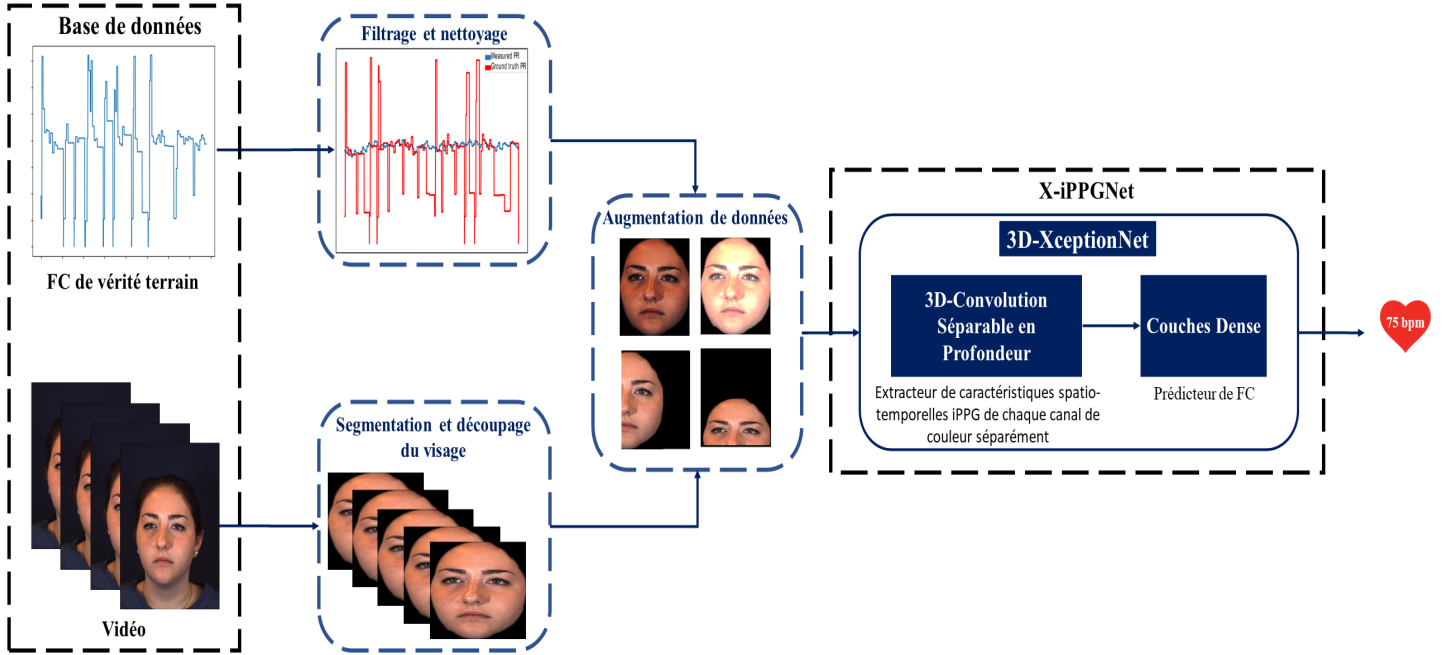 Base de données
FC de vérité terrain
Vidéo
Filtrage et nettoyage
Measured PR
Ground truth PR
Segmentation et découpage
du visage
Augmentation de données
X-iPPGNet
3D-XceptionNet
3D-Convolution
Séparable en
Profondeur
Extracteur de caractéristiques spatio-
temporelles iPPG de chaque canal de
couleur séparément
Couches Dense
Prédicteur de FC
75 bpm